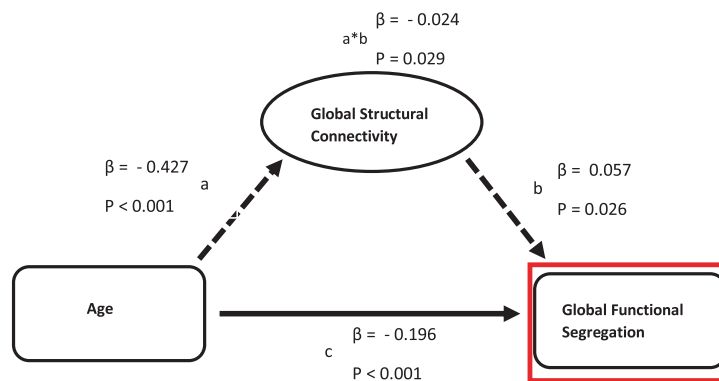 β = - 0.024
a*b
P = 0.029
Global Structural
Connectivity
β = - 0.427
a
P < 0.001
β = 0.057
b
P = 0.026
Age
Global Functional
Segregation
β = - 0.196
c
P < 0.001